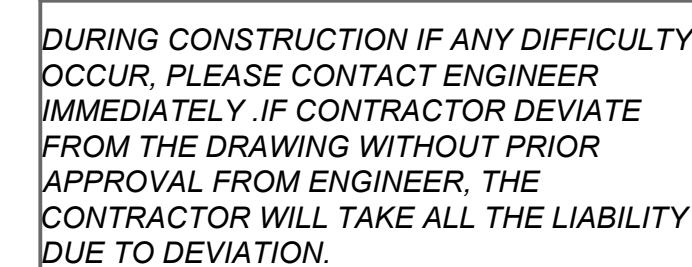 DURING CONSTRUCTION IF ANY DIFFICULTY
OCCUR, PLEASE CONTACT ENGINEER
IMMEDIATELY .IF CONTRACTOR DEVIATE
FROM THE DRAWING WITHOUT PRIOR
APPROVAL FROM ENGINEER, THE
CONTRACTOR WILL TAKE ALL THE LIABILITY
DUE TO DEVIATION.